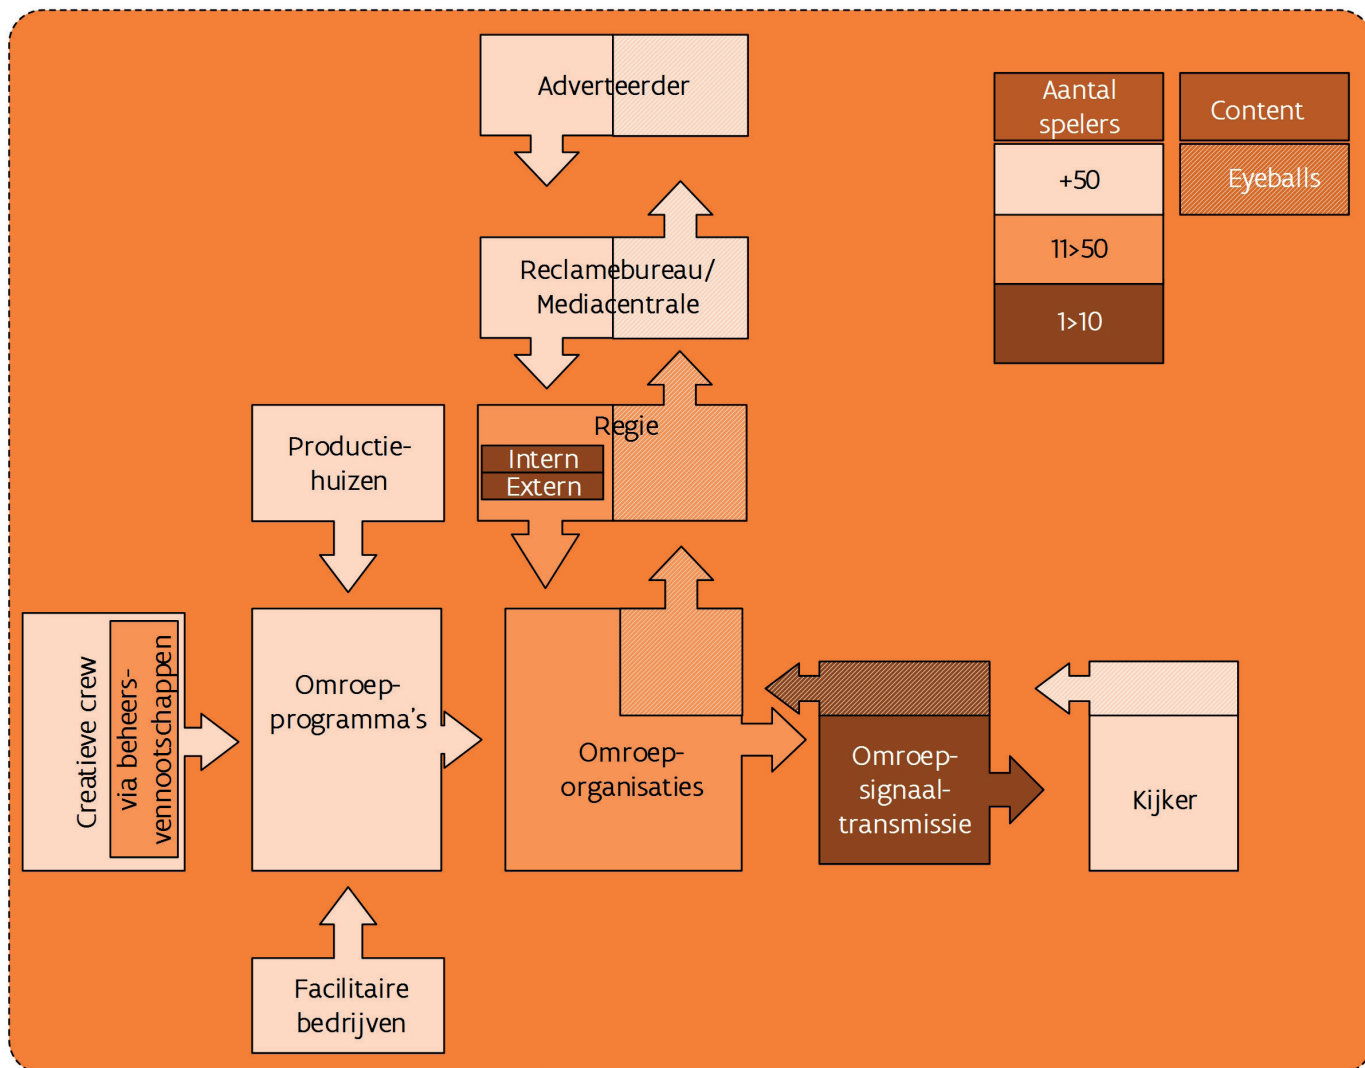 Adverteerder
Aantal
spelers
Content
+50
Eyeballs
11>50
1>10
Reclamebureau/
Mediacentrale
Regie
Intern
Extern
Productie-
huizen
Creatieve crew
via beheers-
vennootschappen
Omroep-
programma's
Omroep-
organisaties
Omroep-
signaal-
transmissie
Kijker
Facilitaire
bedrijven